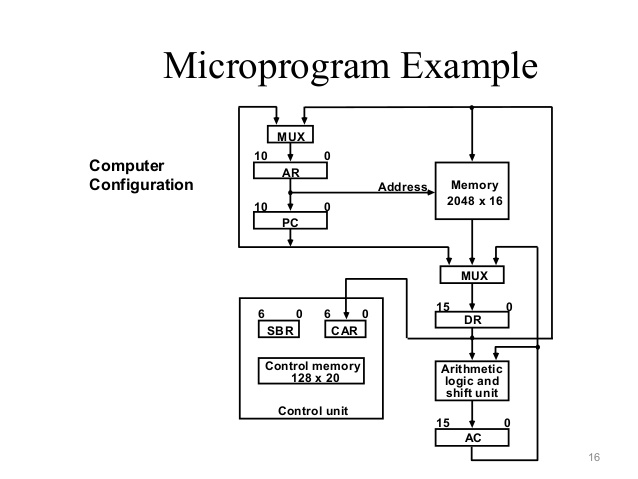 Microprogram Example
Computer
Configuration
MUX
10 0
AR
Address
Memory
2048 x 16
10 0
PC
MUX
15 0
DR
6 0 6 0
SBR CAR
Control memory
128 x 20
Control unit
Arithmetic
logic and
shift unit
15 0
AC
16